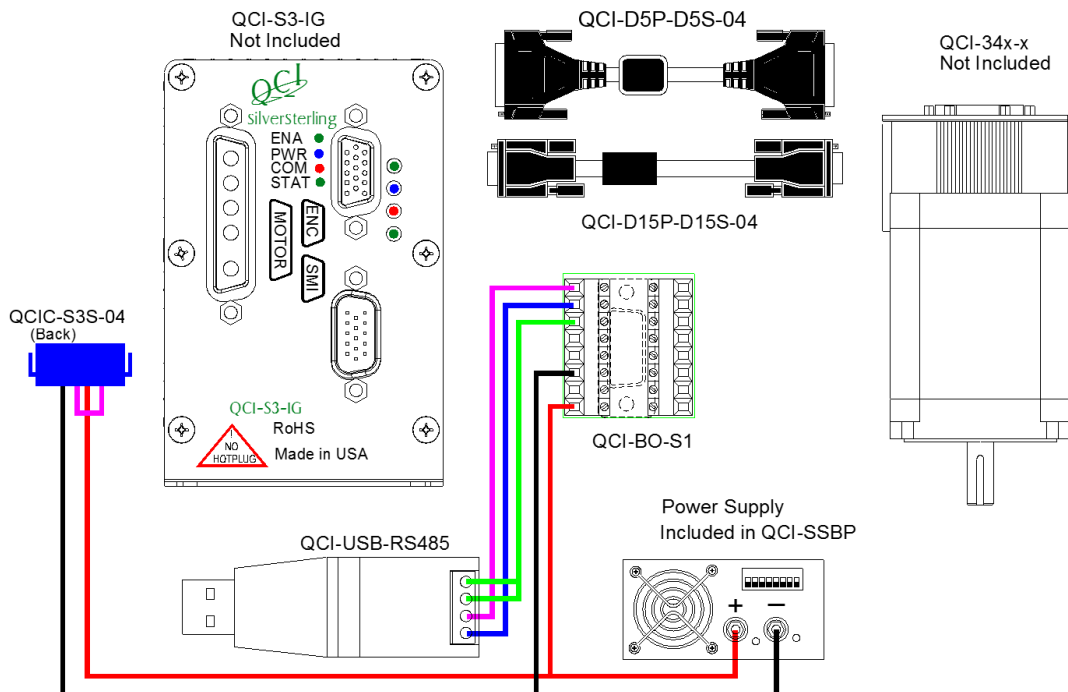 QCI-S3-IG
Not Included
QCI
SilverSterling
ENA
PWR
COM
STAT
MOTOR
ENC
SMI
QCI-S3-IG
RoHS
Made in USA
!
NO
HOTPLUG
QCI-D5P-D5S-04
QCI-D15P-D15S-04
QCI-34x-x
Not Included
QCIC-S3S-04
(Back)
QCI-BO-S1
QCI-USB-RS485
Power Supply
Included in QCI-SSBP
+ −